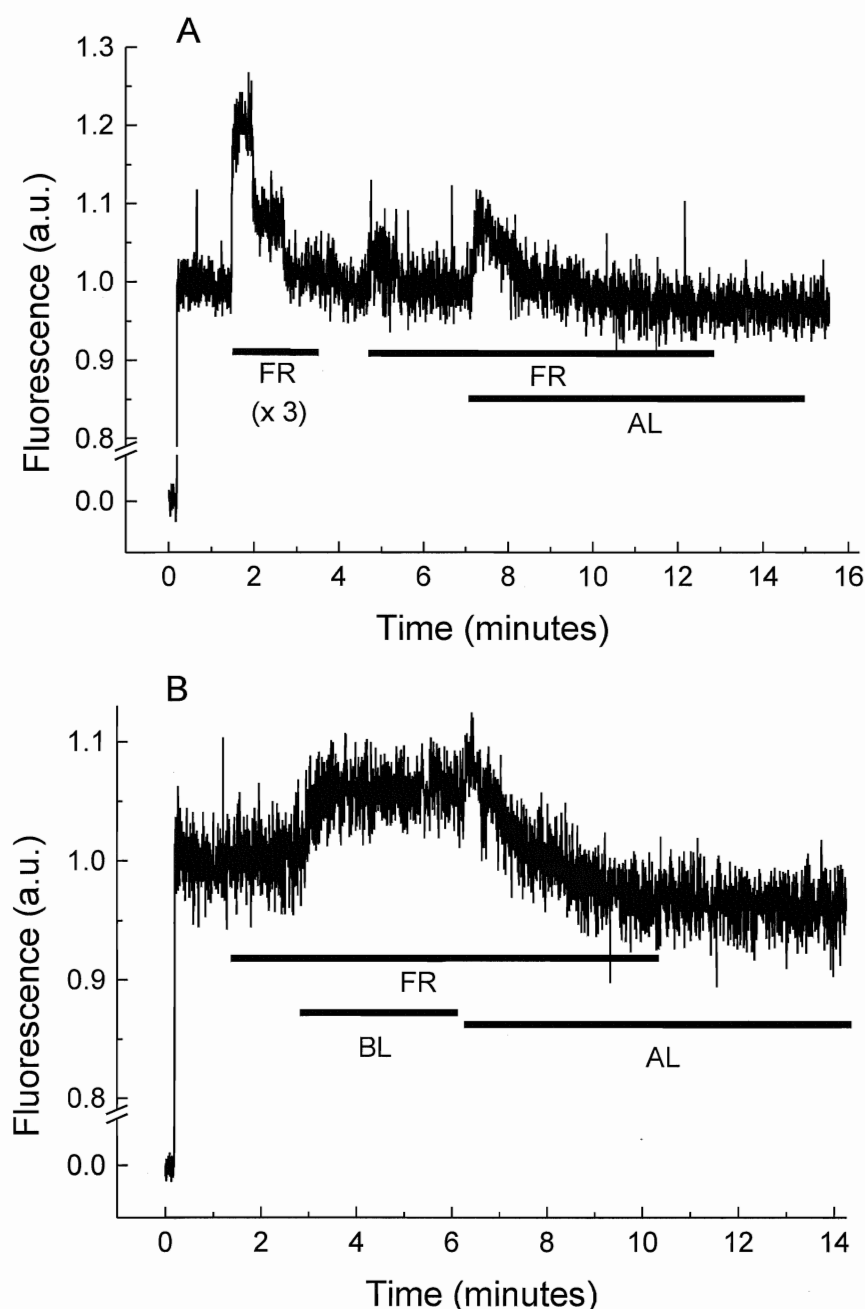 A
1.3
1.2
1.1
1.0
0.9
0.8
0.0
Fluorescence (a.u.)
FR
(x 3)
FR
AL
0 2 4 6 8 10 12 14 16
Time (minutes)
B
1.1
1.0
0.9
0.8
0.0
Fluorescence (a.u.)
FR
BL
AL
0 2 4 6 8 10 12 14
Time (minutes)